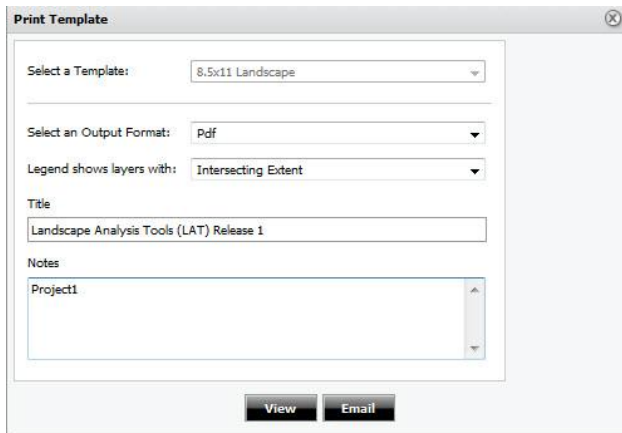 Print Template
Select a Template: 8.5x11 Landscape
Select an Output Format: Pdf
Legend shows layers with: Intersecting Extent
Title
Landscape Analysis Tools (LAT) Release 1
Notes
Project1
View Email